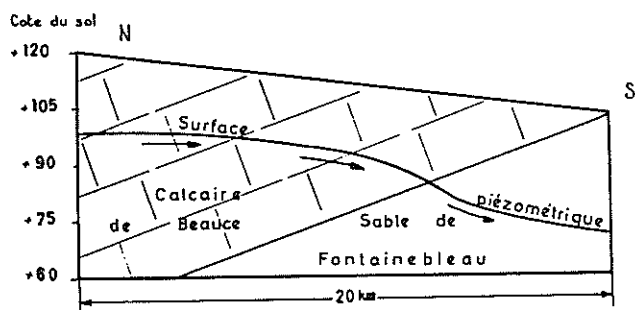 Cote du sol
N
+120
S
+105
Surface
+90
Calcaire
piézométrique
de Beauce
Sable de
+75
Fontainebleau
+60
20 km